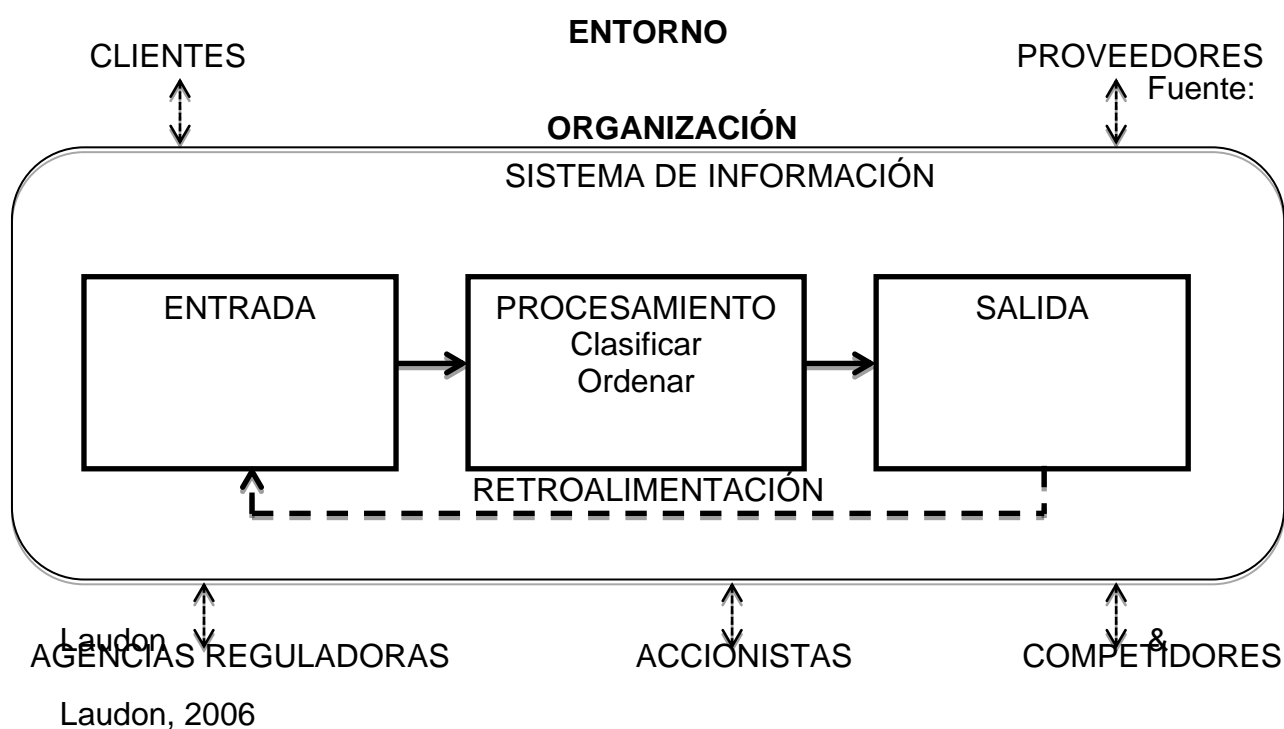 ENTORNO
CLIENTES
PROVEEDORES
Fuente:
ORGANIZACIÓN
SISTEMA DE INFORMACIÓN
ENTRADA
PROCESAMIENTO
Clasificar
Ordenar
SALIDA
RETROALIMENTACIÓN
Laudon &
AGENCIAS REGULADORAS
ACCIONISTAS
COMPETIDORES
Laudon, 2006